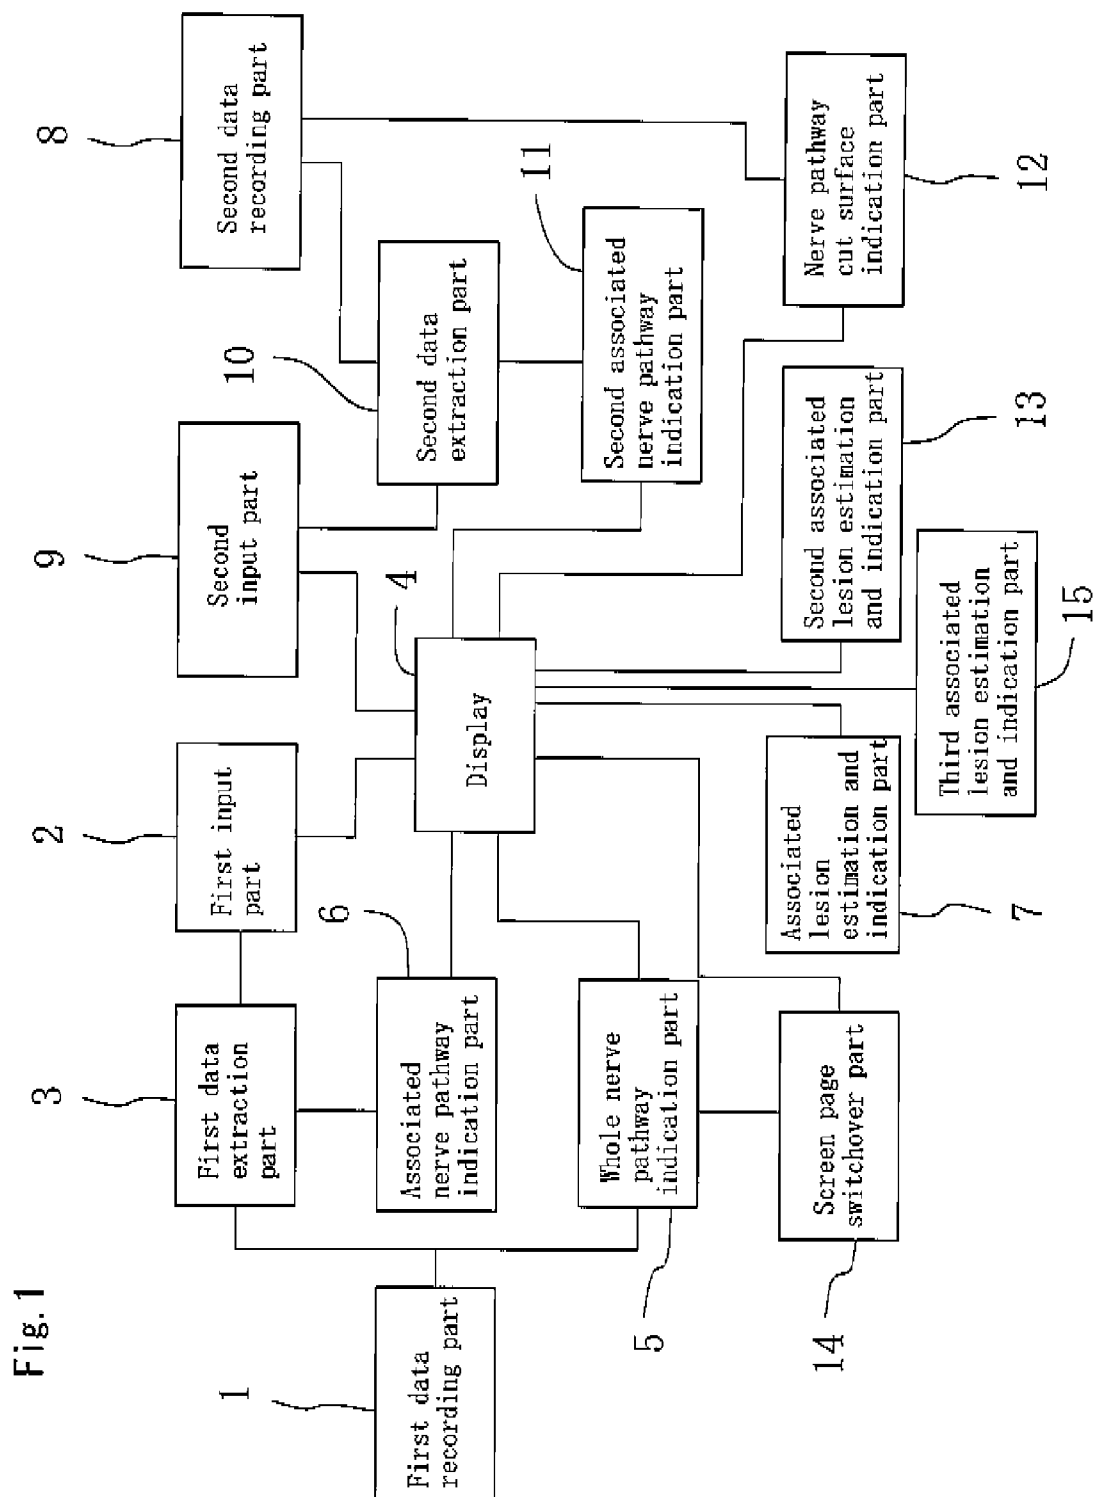 Fig.1
1
First data
recording part
3
First data
extraction
part
2
First input
part
9
Second
input part
8
Second data
recording part
6
Associated
nerve pathway
indication part
4
Display
10
Second data
extraction part
5
Whole nerve
pathway
indication part
11
Second associated
nerve pathway
indication part
14
Screen page
switchover part
7
Associated
lesion
estimation and
indication part
15
Third associated
lesion estimation
and indication part
13
Second associated
lesion estimation
and indication part
12
Nerve pathway
cut surface
indication part